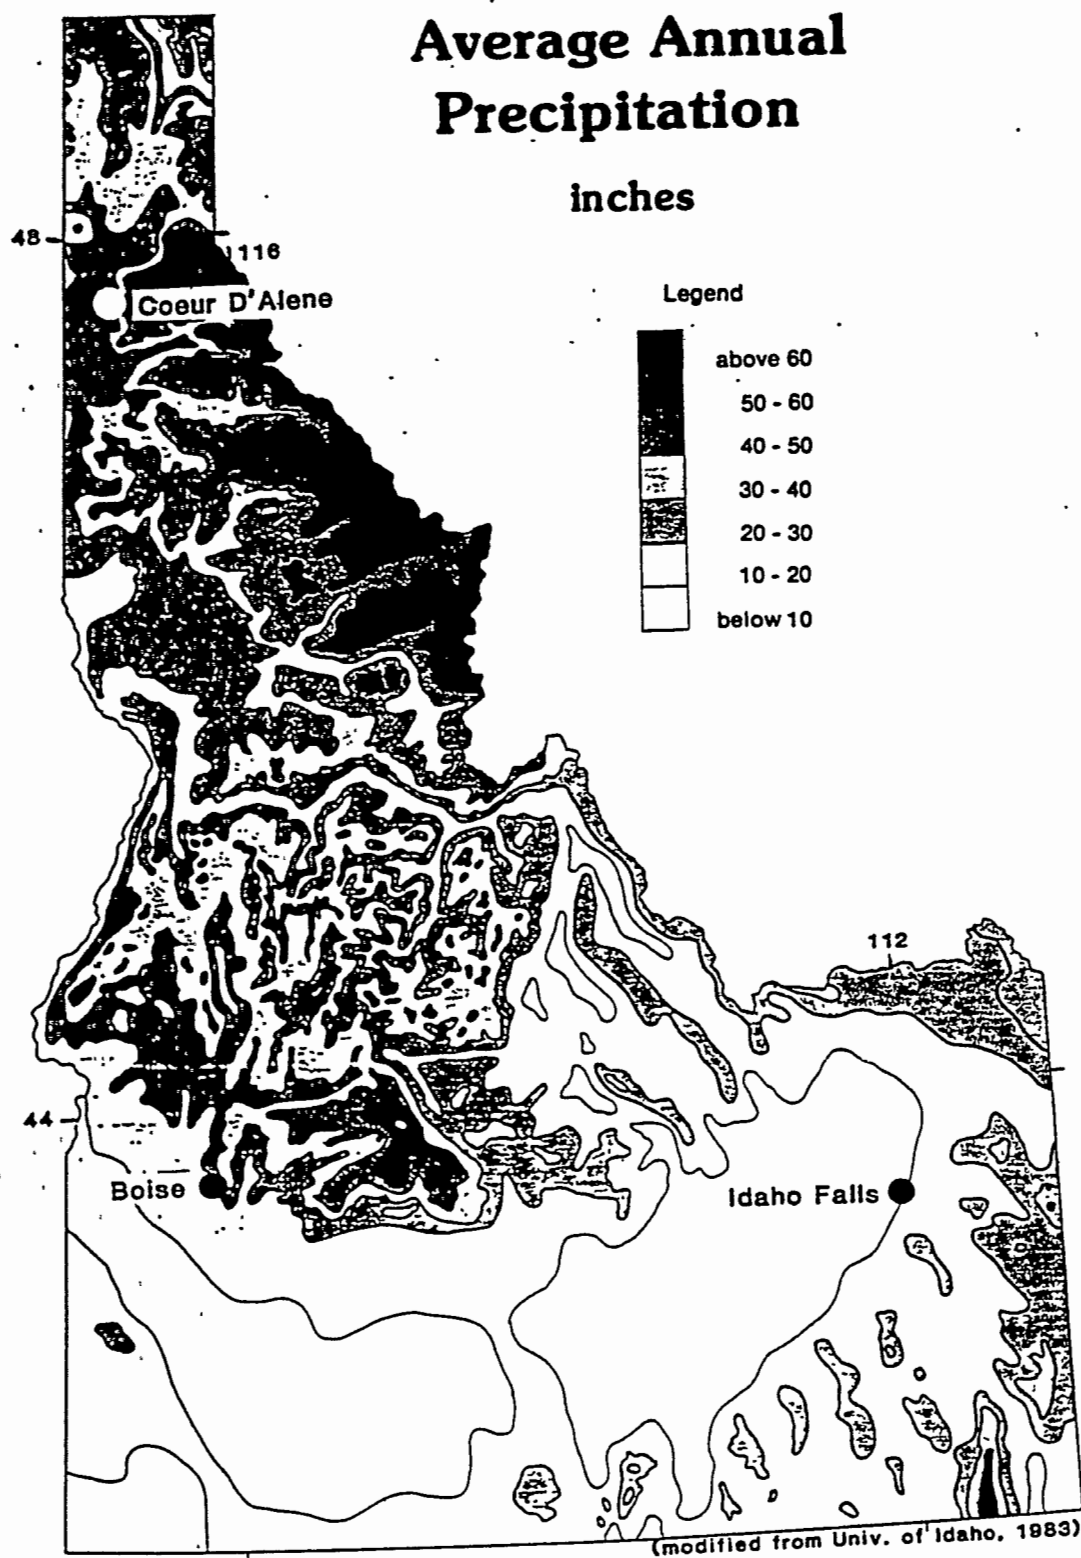 Average Annual
Precipitation
inches
48
116
Coeur D'Alene
Legend
above 60
50 - 60
40 - 50
30 - 40
20 - 30
10 - 20
below 10
112
44
Boise
Idaho Falls
(modified from Univ. of Idaho, 1983)